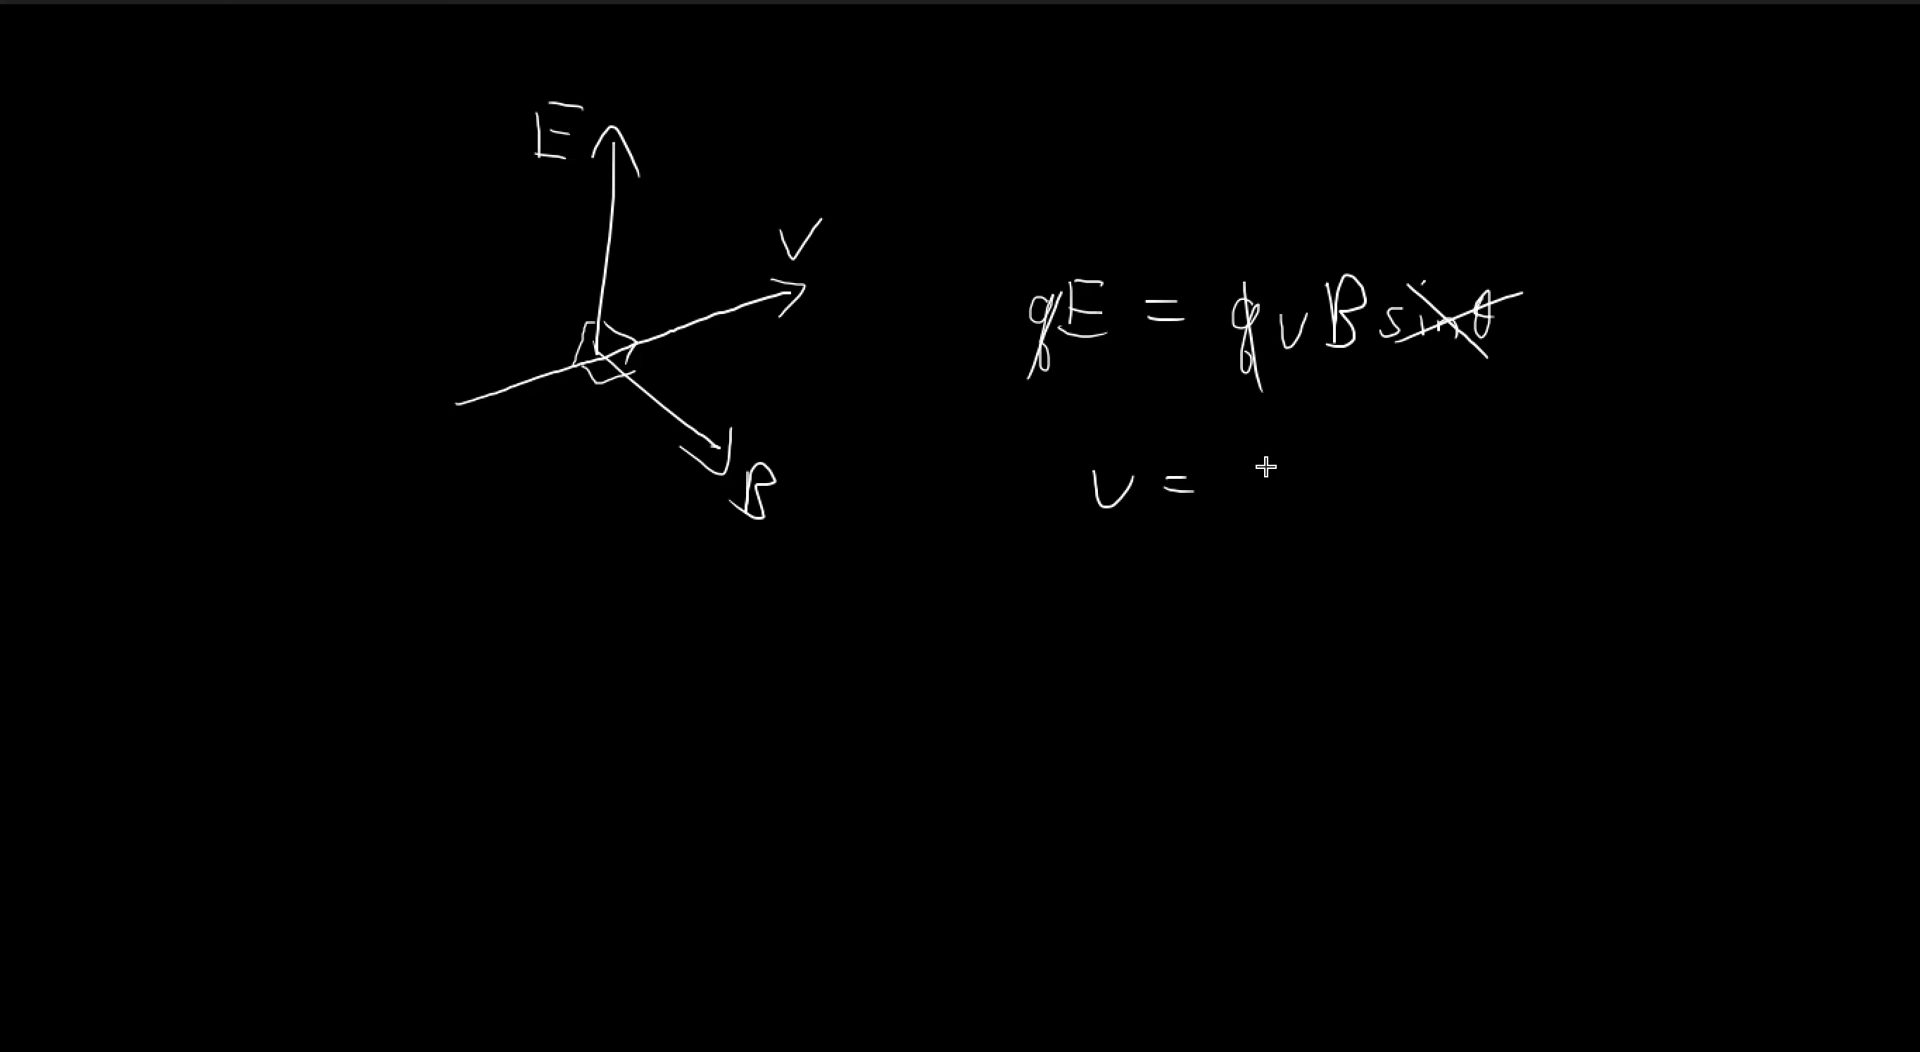 E
V
qE = qvB sinθ
v =
B